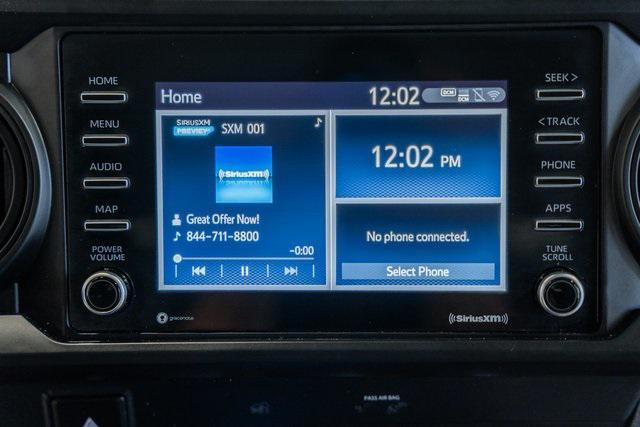 HOME
MENU
AUDIO
MAP
POWER
VOLUME
Home
12:02
DCM
SIRIUSXM
PREVIEW
SXM 001
((SiriusXM))
Great Offer Now!
844-711-8800
-0:00
12:02 PM
No phone connected.
Select Phone
SEEK >
< TRACK
PHONE
APPS
TUNE
SCROLL
gracenote
((SiriusXM))
PASS AIR BAG